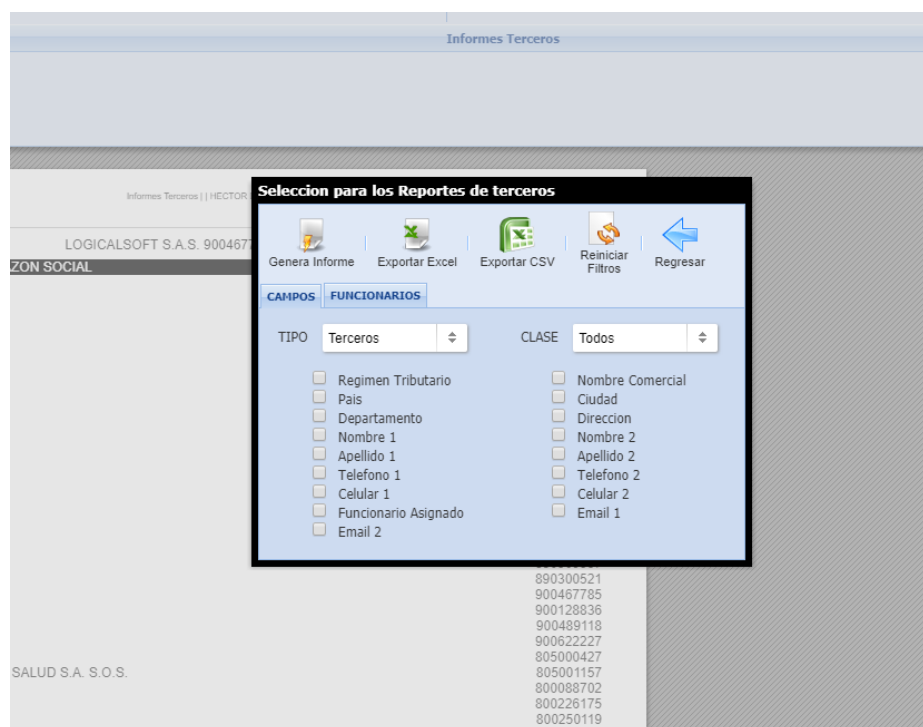 Informes Terceros
Informes Terceros | | HECTOR
LOGICALSOFT S.A.S. 900467
ZON SOCIAL
Seleccion para los Reportes de terceros
Genera Informe Exportar Excel Exportar CSV Reiniciar Filtros Regresar
CAMPOS FUNCIONARIOS
TIPO Terceros CLASE Todos
Regimen Tributario Nombre Comercial
Pais Ciudad
Departamento Direccion
Nombre 1 Nombre 2
Apellido 1 Apellido 2
Telefono 1 Telefono 2
Celular 1 Celular 2
Funcionario Asignado Email 1
Email 2
890300521
900467785
900128836
900489118
900622227
805000427
SALUD S.A. S.O.S. 805001157
800088702
800226175
800250119